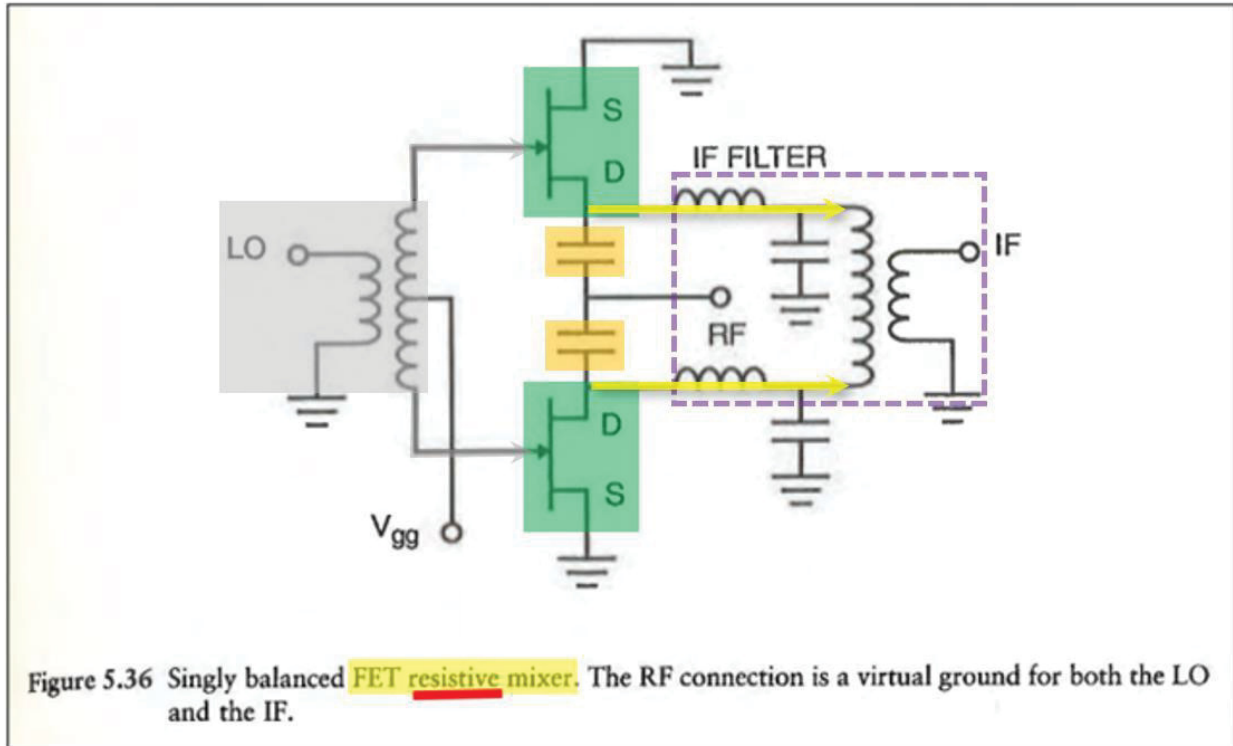 S
D
IF FILTER
LO
IF
RF
D
S
Vgg
Figure 5.36 Singly balanced FET resistive mixer. The RF connection is a virtual ground for both the LO
and the IF.